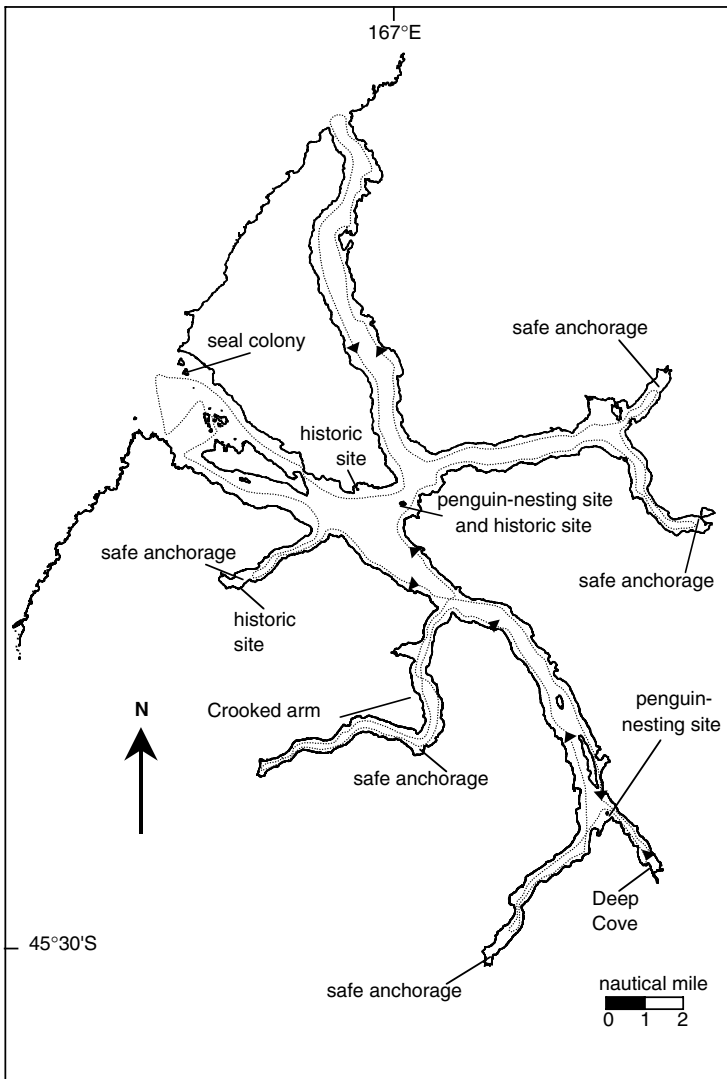 167°E
safe anchorage
seal colony
historic
site
penguin-nesting site
and historic site
safe anchorage
safe anchorage
historic
site
penguin-
nesting site
Crooked arm
N
safe anchorage
Deep
Cove
45°30'S
safe anchorage
nautical mile
0 1 2